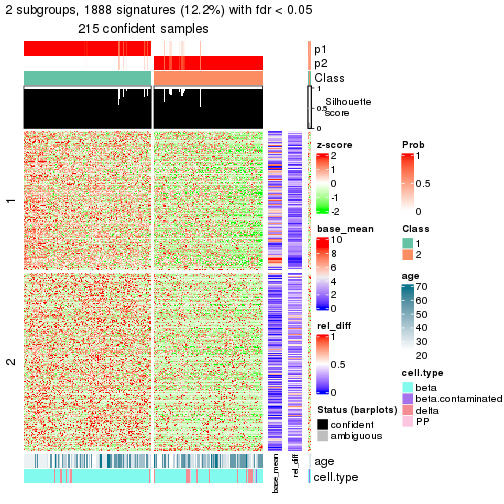 2 subgroups, 1888 signatures (12.2%) with fdr < 0.05
215 confident samples
p1
p2
Class
1
0.5
0
Silhouette
score
1
2
z-score
2
1
0
-1
-2
Prob
1
0.5
0
base_mean
10
8
6
4
2
0
Class
1
2
age
70
60
50
40
30
20
rel_diff
1
0.5
0
cell.type
beta
beta.contaminated
delta
PP
Status (barplots)
confident
ambiguous
base_mean
rel_diff
age
cell.type